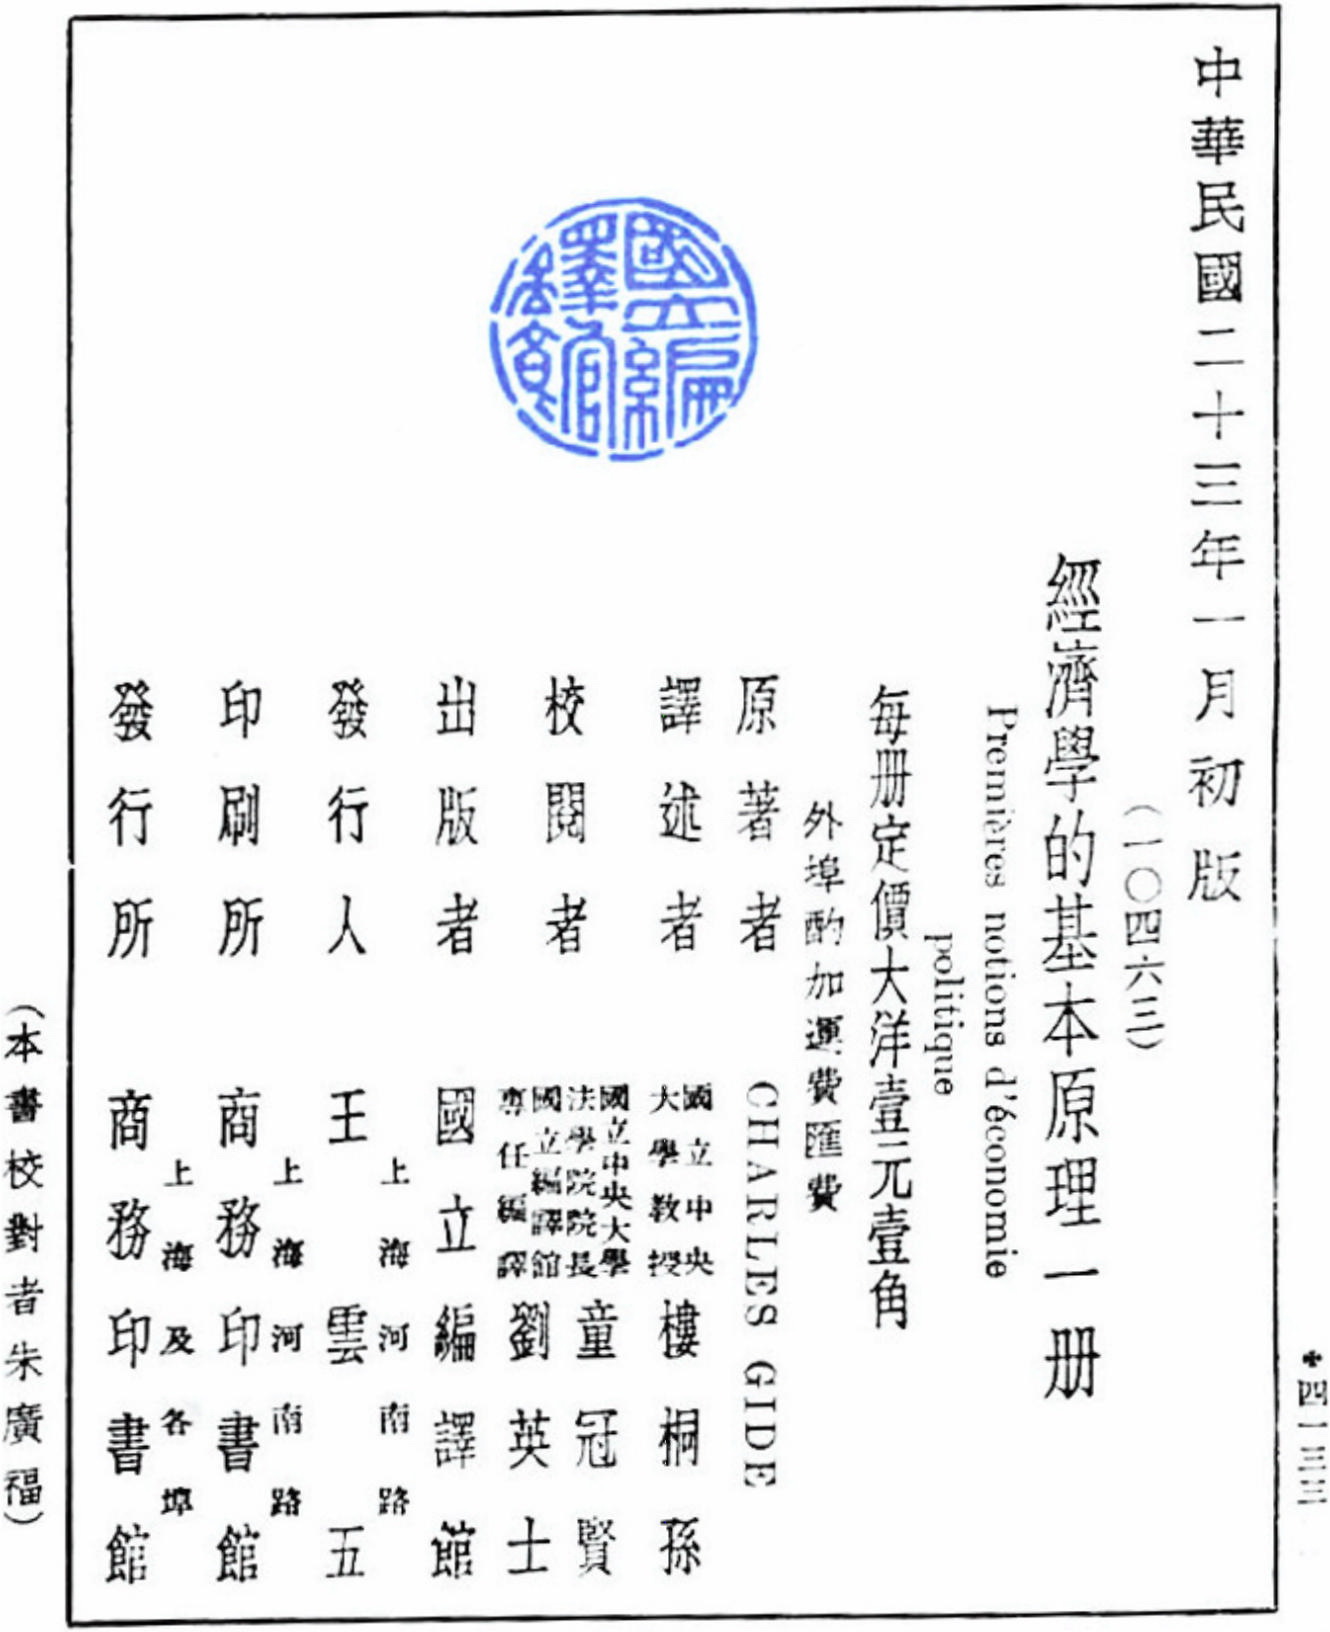 ✤四一三三
中華民國二十三年一月初版
(一〇四六三)
經濟學的基本原理一册
Premières notions d'économie
politique
每册定價大洋壹元壹角
外埠酌加運費匯費
原著者 CHARLES GIDE
譯述者 國立中央大學教授 樓桐孫
校閱者 國立中央大學法學院院長 童冠賢
國立編譯館專任編譯 劉英士
出版者 國立編譯館
發行人 上海河南路 王雲五
印刷所 上海河南路 商務印書館
發行所 上海及各埠 商務印書館
(本書校對者朱廣福)
國立編譯館